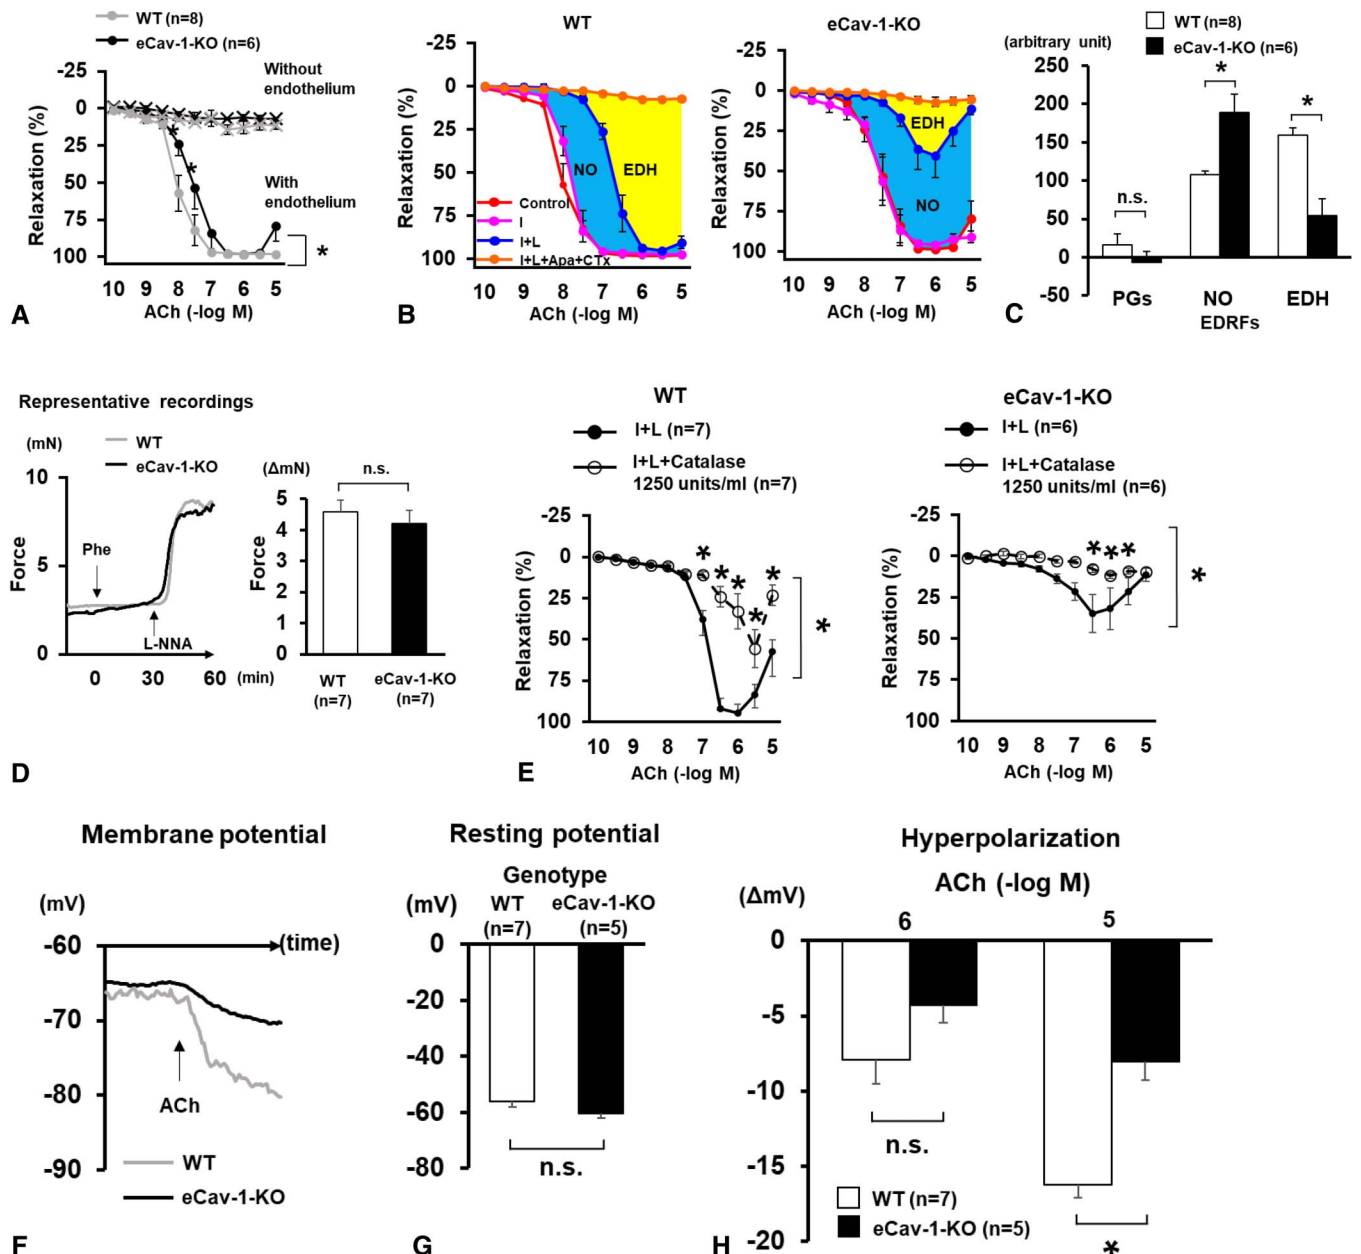 WT (n=8)
eCav-1-KO (n=6)
Without
endothelium
With
endothelium
*
*
*
Relaxation (%)
-25
0
25
50
75
100
10 9 8 7 6 5
ACh (-log M)
A
WT
Relaxation (%)
-25
0
25
50
75
100
NO
EDH
Control
I
I+L
I+L+Apa+CTx
10 9 8 7 6 5
ACh (-log M)
B
eCav-1-KO
Relaxation (%)
-25
0
25
50
75
100
EDH
NO
10 9 8 7 6 5
ACh (-log M)
WT (n=8)
eCav-1-KO (n=6)
(arbitrary unit)
250
200
150
100
50
0
-50
n.s.
*
*
PGs NO EDH
EDRFs
C
Representative recordings
(mN)
WT
eCav-1-KO
10
5
0
Force
Phe
L-NNA
0 30 60 (min)
(ΔmN)
n.s.
5
4
3
2
1
0
Force
WT eCav-1-KO
(n=7) (n=7)
D
WT
I+L (n=7)
I+L+Catalase
1250 units/ml (n=7)
Relaxation (%)
-25
0
25
50
75
100
* * * * *
*
10 9 8 7 6 5
ACh (-log M)
E
eCav-1-KO
I+L (n=6)
I+L+Catalase
1250 units/ml (n=6)
Relaxation (%)
-25
0
25
50
75
100
* * *
*
10 9 8 7 6 5
ACh (-log M)
Membrane potential
(mV)
-60
-70
-80
-90
(time)
ACh
WT
eCav-1-KO
F
Resting potential
Genotype
(mV) WT eCav-1-KO
(n=7) (n=5)
0
-20
-40
-60
-80
n.s.
G
Hyperpolarization
ACh (-log M)
(ΔmV)
6 5
0
-5
-10
-15
-20
n.s.
*
WT (n=7)
eCav-1-KO (n=5)
H